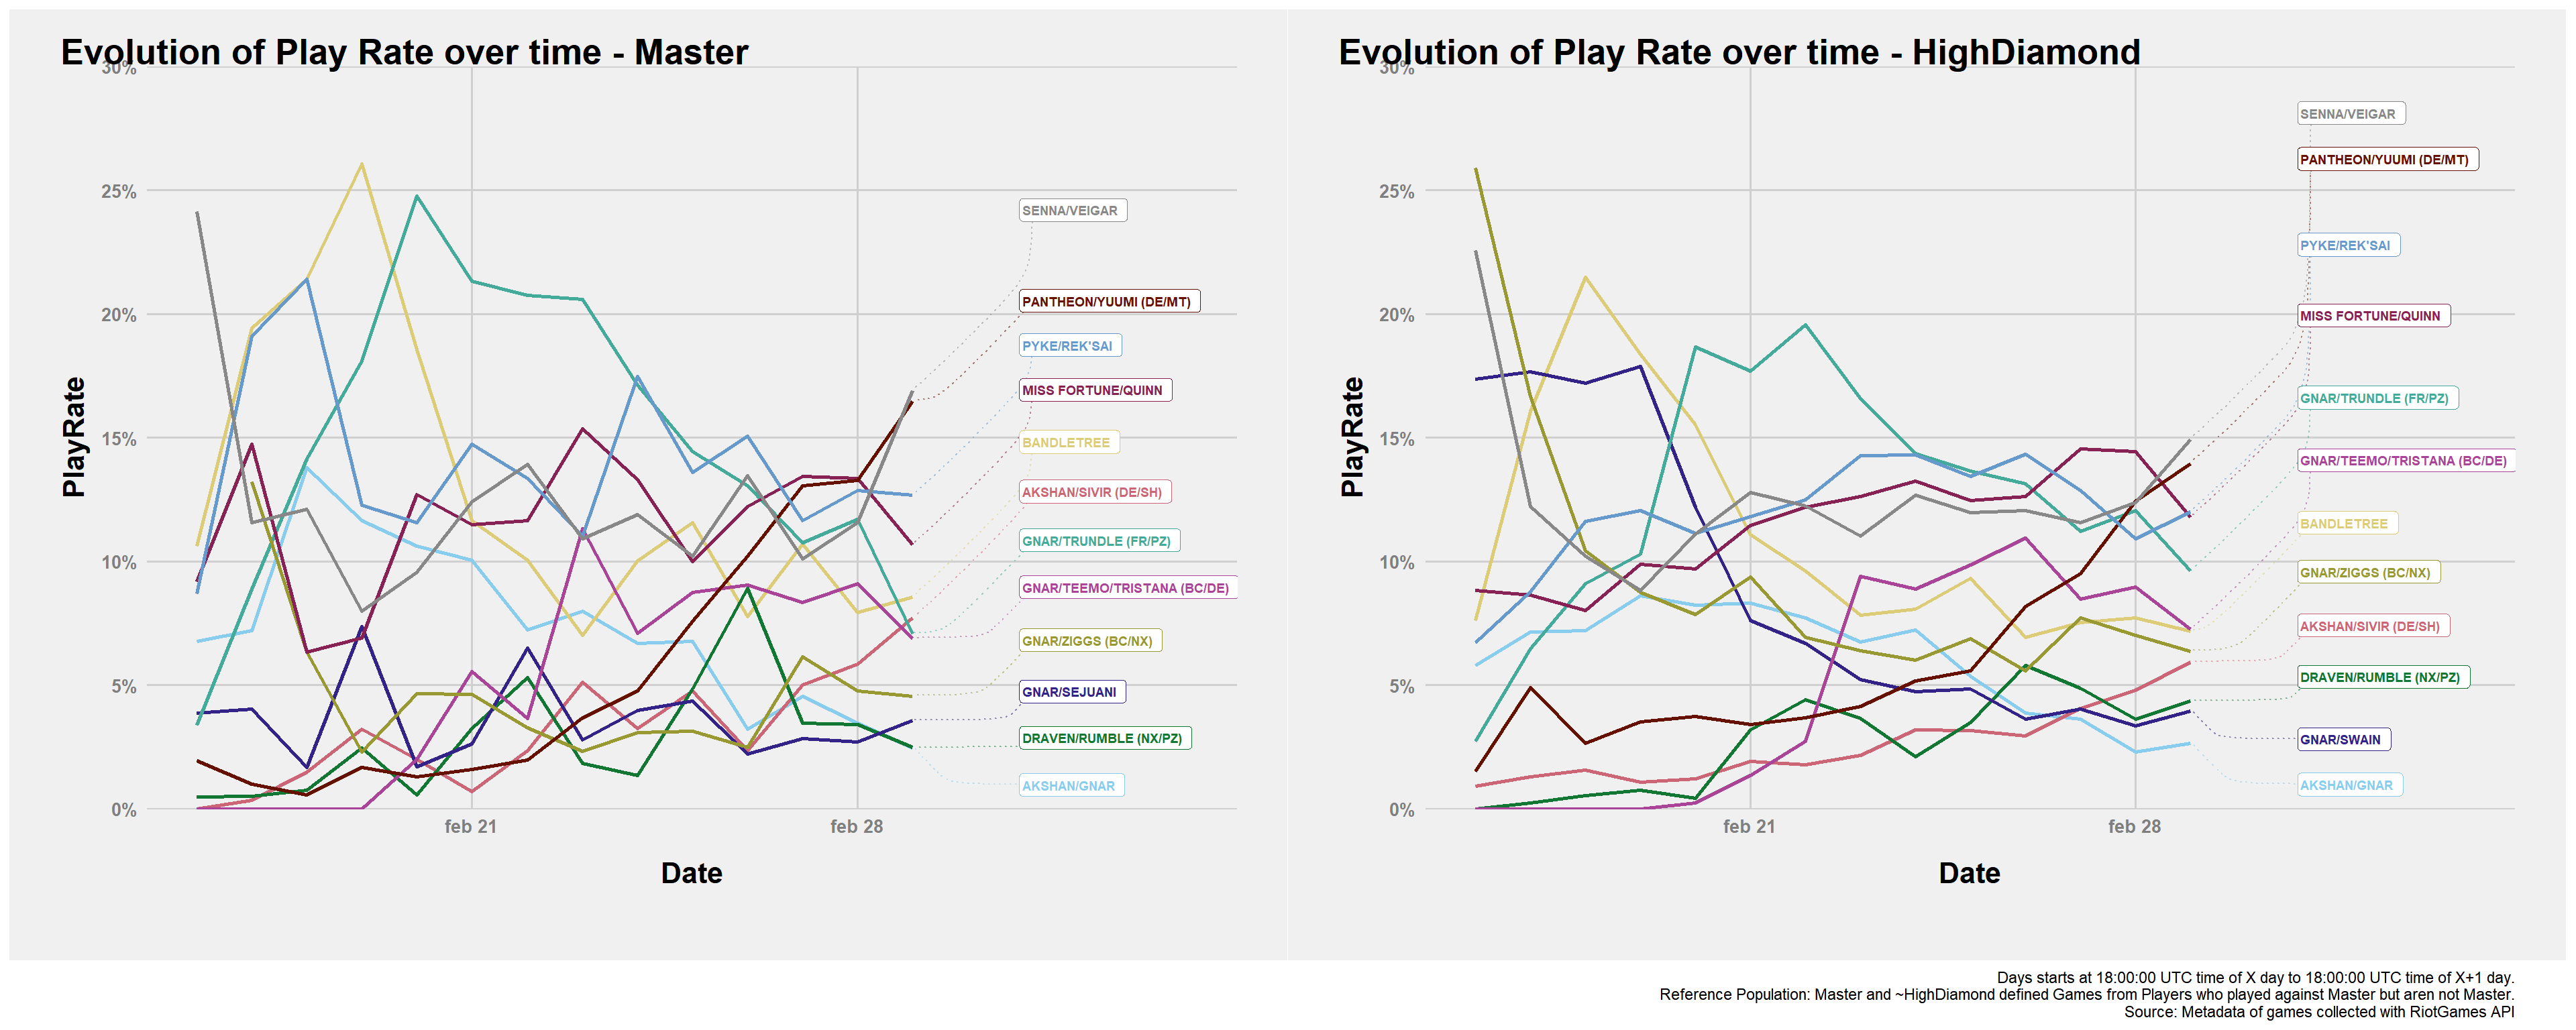 Evolution of Play Rate over time - Master
30%
25%
20%
15%
10%
5%
0%
PlayRate
feb 21
feb 28
Date
SENNA/VEIGAR
PANTHEON/YUUMI (DE/MT)
PYKE/REK'SAI
MISS FORTUNE/QUINN
BANDLETREE
AKSHAN/SIVIR (DE/SH)
GNAR/TRUNDLE (FR/PZ)
GNAR/TEEMO/TRISTANA (BC/DE)
GNAR/ZIGGS (BC/NX)
GNAR/SEJUANI
DRAVEN/RUMBLE (NX/PZ)
AKSHAN/GNAR
Evolution of Play Rate over time - HighDiamond
30%
25%
20%
15%
10%
5%
0%
PlayRate
feb 21
feb 28
Date
SENNA/VEIGAR
PANTHEON/YUUMI (DE/MT)
PYKE/REK'SAI
MISS FORTUNE/QUINN
GNAR/TRUNDLE (FR/PZ)
GNAR/TEEMO/TRISTANA (BC/DE)
BANDLETREE
GNAR/ZIGGS (BC/NX)
AKSHAN/SIVIR (DE/SH)
DRAVEN/RUMBLE (NX/PZ)
GNAR/SWAIN
AKSHAN/GNAR
Days starts at 18:00:00 UTC time of X day to 18:00:00 UTC time of X+1 day.
Reference Population: Master and ~HighDiamond defined Games from Players who played against Master but aren not Master.
Source: Metadata of games collected with RiotGames API